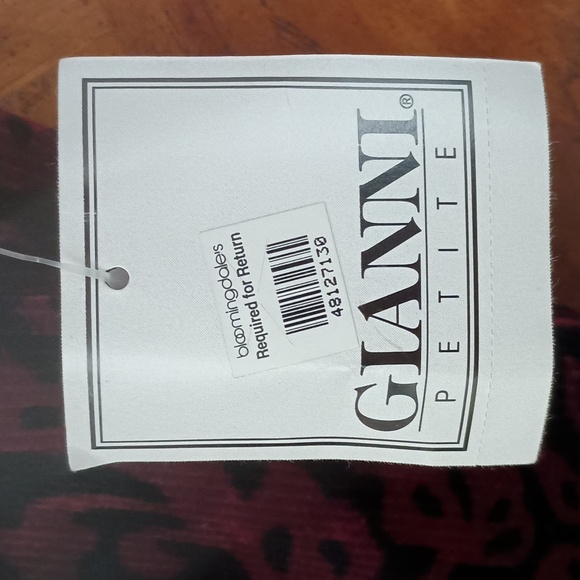 bloomingdale's
Required for Return
48127130
GIANNI®
PETITE